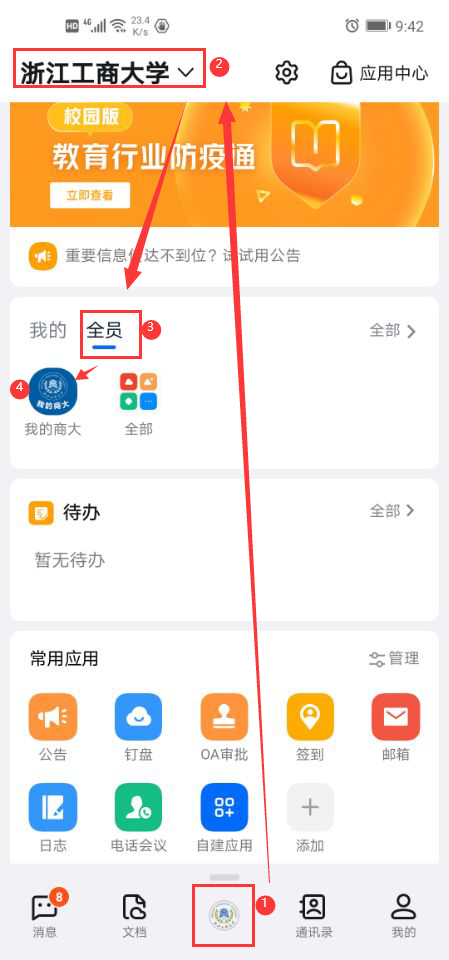 HD 4G 23.4 K/s 9:42
浙江工商大学 2 应用中心
校园版
教育行业防疫通
立即查看
重要信息传达不到位？试试用公告
我的 全员 3 全部
4 我的商大
我的商大 全部
待办 全部
暂无待办
常用应用 管理
公告 钉盘 OA审批 签到 邮箱
日志 电话会议 自建应用 添加
8 1
消息 文档 通讯录 我的